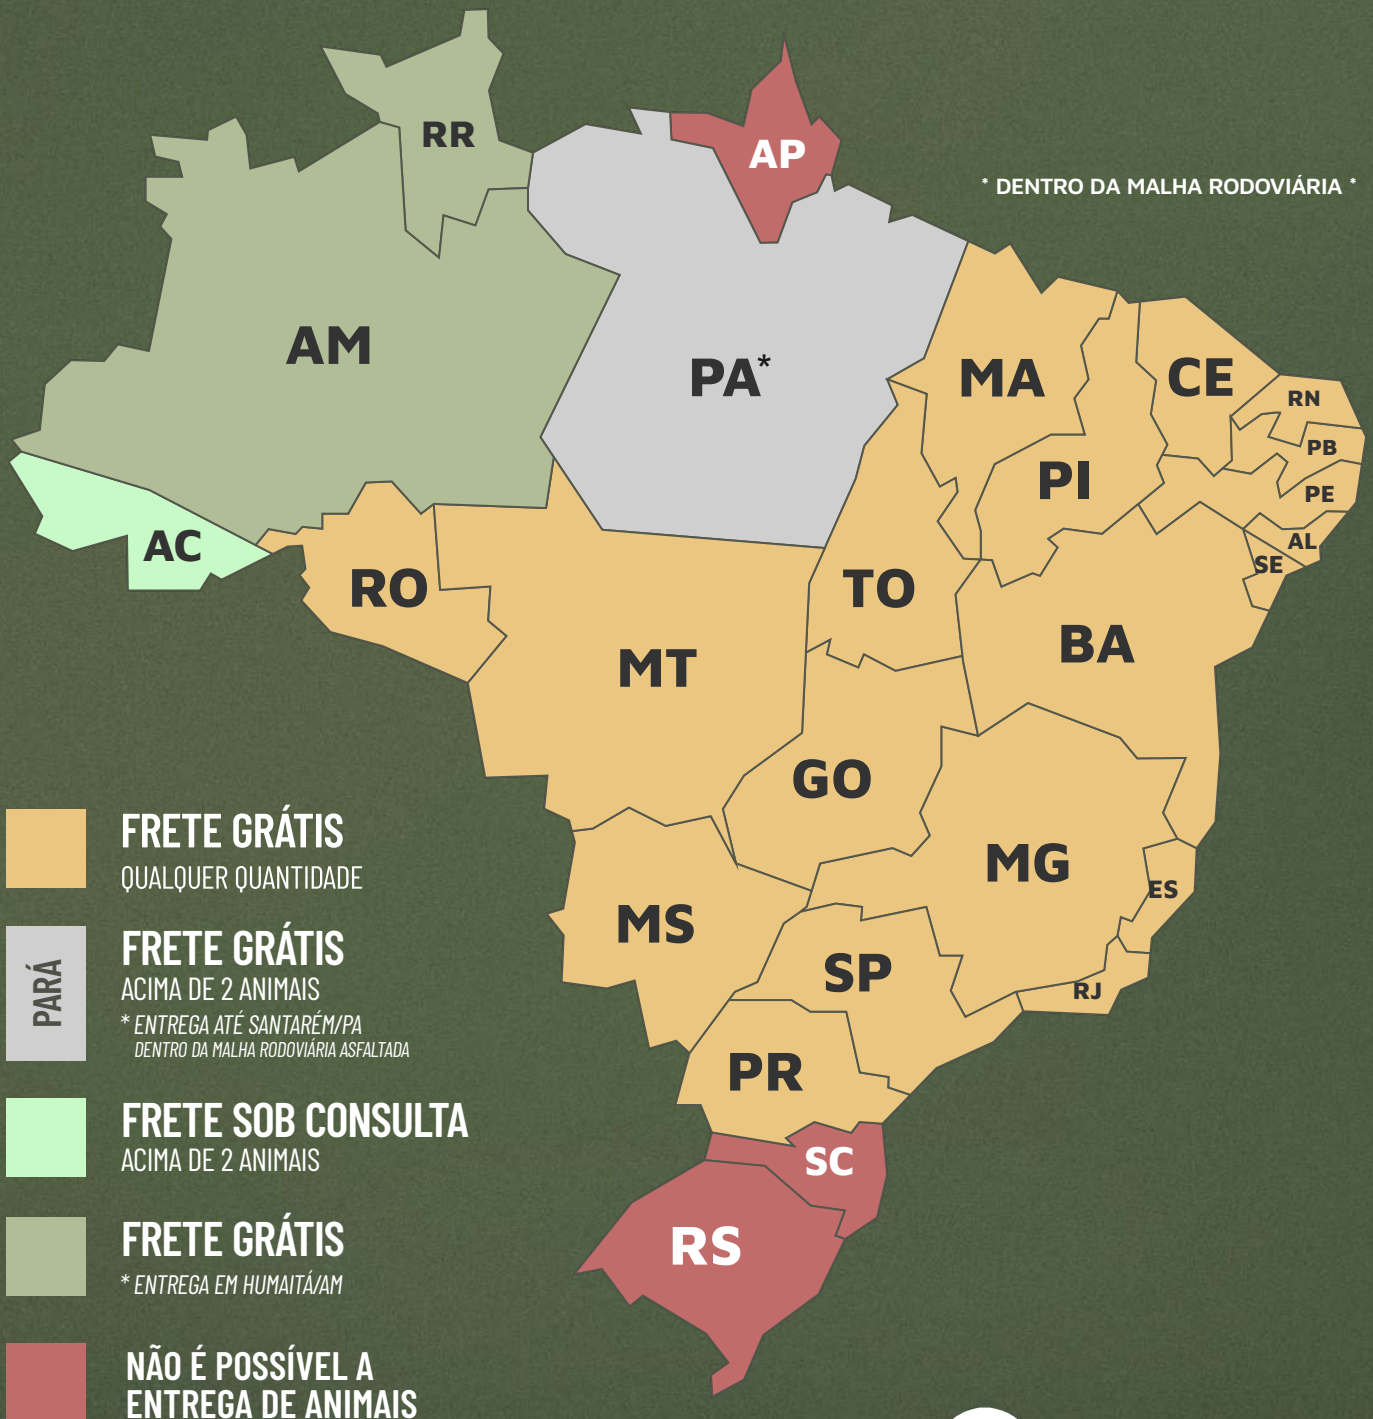 RR
AP
* DENTRO DA MALHA RODOVIÁRIA *
AM
PA*
MA
CE
RN
PB
PI
PE
AL
SE
AC
RO
TO
BA
MT
GO
MG
ES
MS
SP
RJ
PR
SC
RS
FRETE GRÁTIS
QUALQUER QUANTIDADE
PARÁ
FRETE GRÁTIS
ACIMA DE 2 ANIMAIS
* ENTREGA ATÉ SANTARÉM/PA
DENTRO DA MALHA RODOVIÁRIA ASFALTADA
FRETE SOB CONSULTA
ACIMA DE 2 ANIMAIS
FRETE GRÁTIS
* ENTREGA EM HUMAITÁ/AM
NÃO É POSSÍVEL A
ENTREGA DE ANIMAIS